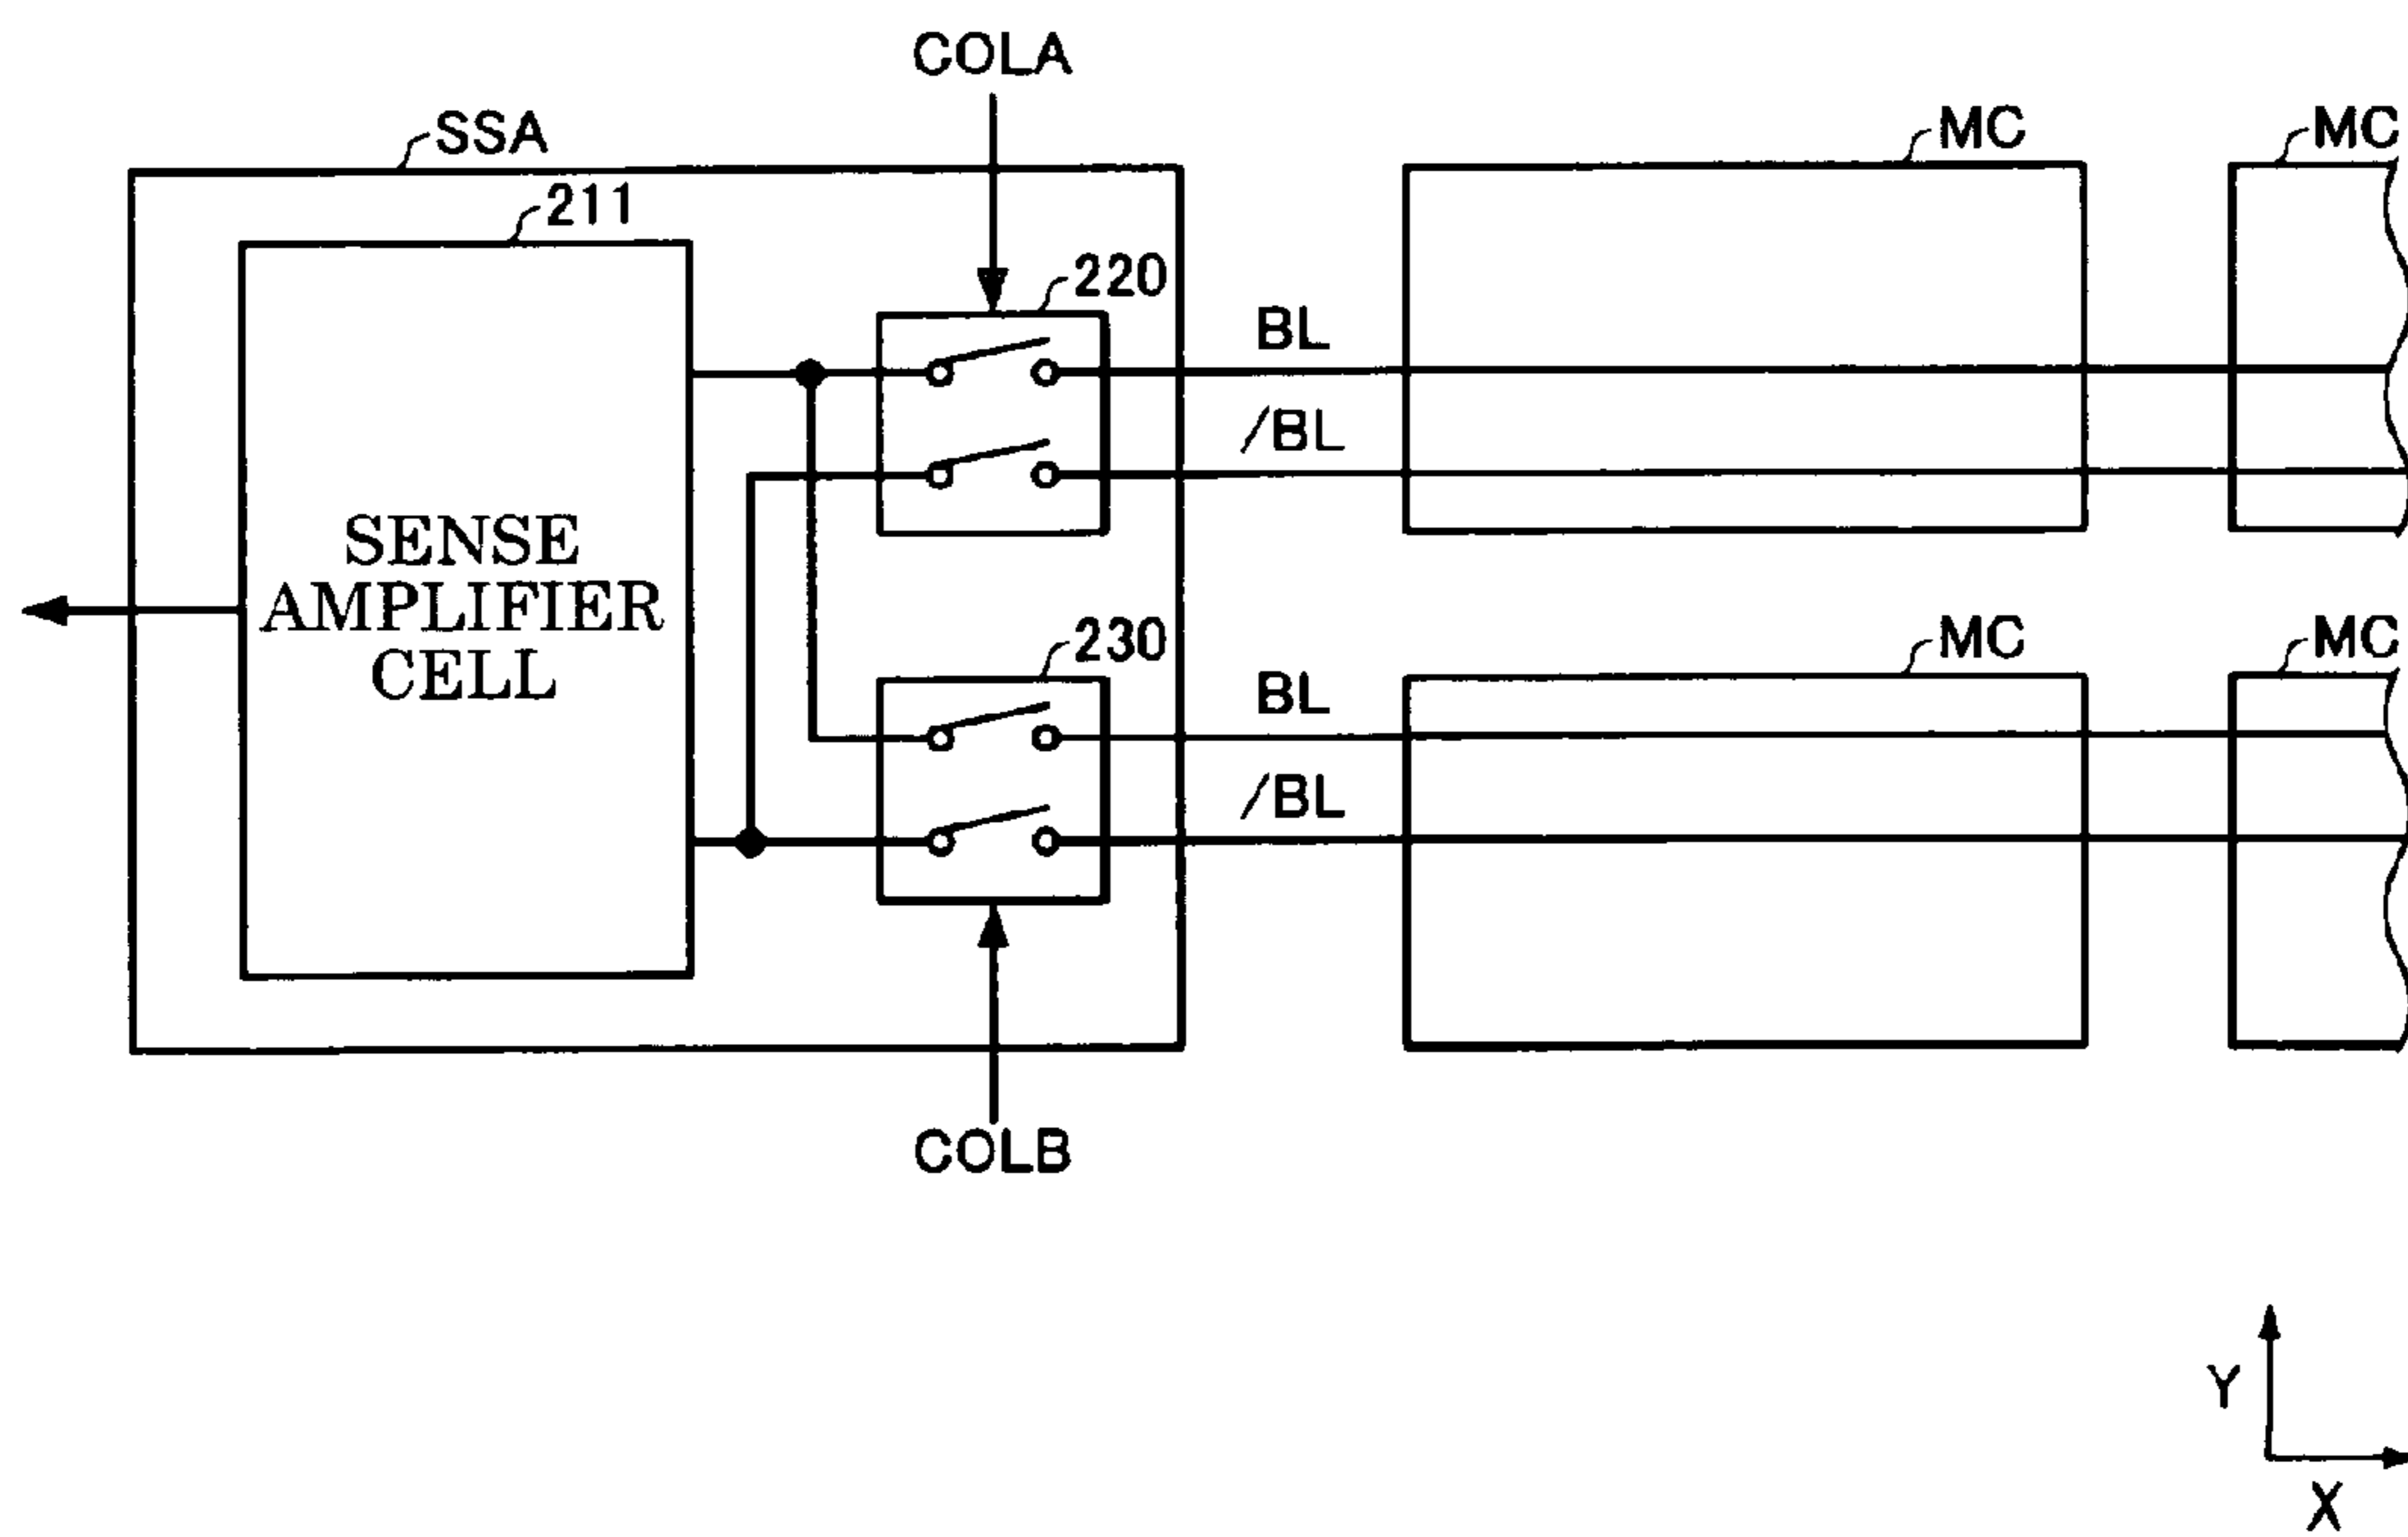 COLA
SSA
MC
MC
211
220
BL
/BL
SENSE
AMPLIFIER
CELL
230
MC
MC
BL
/BL
COLB
Y
X